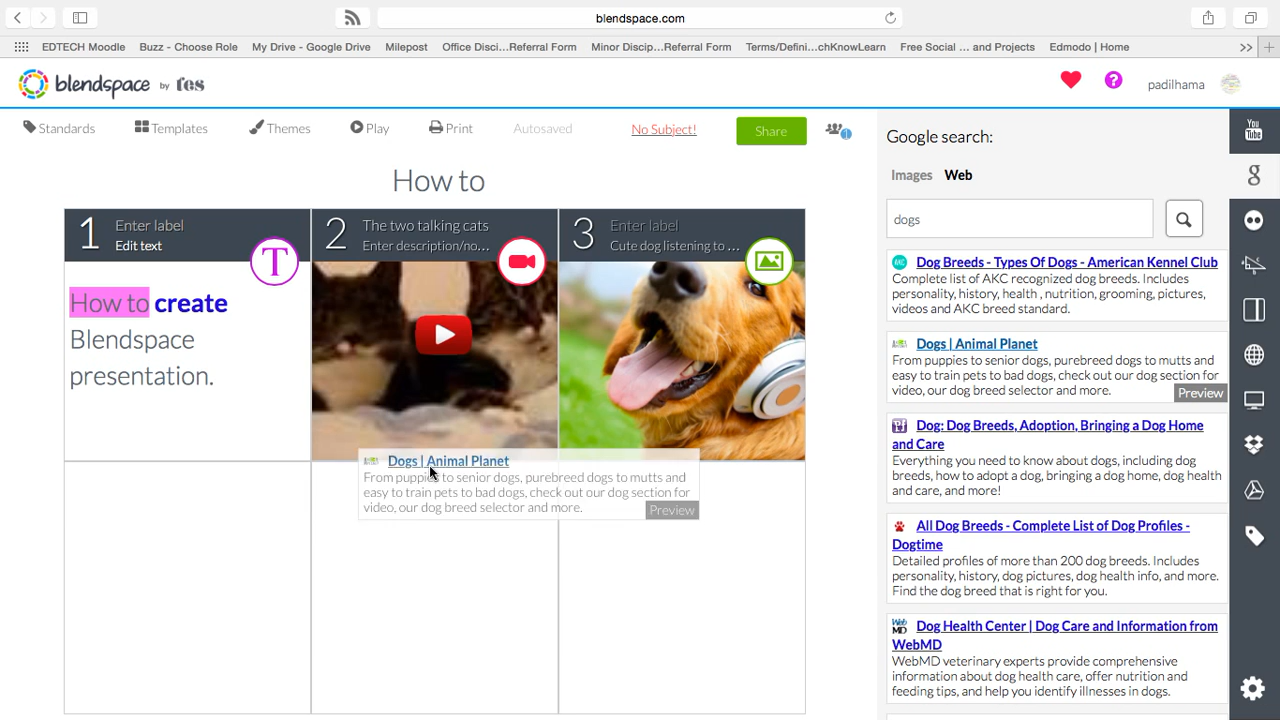 blendspace.com
EDTECH Moodle
Buzz - Choose Role
My Drive - Google Drive
Milepost
Office Disci...Referral Form
Minor Discip...Referral Form
Terms/Defini...chKnowLearn
Free Social ... and Projects
Edmodo | Home
>>
+
blendspace by tes
? padilhama
Standards
Templates
Themes
Play
Print
Autosaved
No Subject!
Share
1
How to
1 Enter label
Edit text
T
2 The two talking cats
Enter description/no...
3 Enter label
Cute dog listening to ...
How to create
Blendspace
presentation.
Dogs | Animal Planet
From puppies to senior dogs, purebreed dogs to mutts and
easy to train pets to bad dogs, check out our dog section for
video, our dog breed selector and more.
Preview
Google search:
Images Web
dogs
Dog Breeds - Types Of Dogs - American Kennel Club
Complete list of AKC recognized dog breeds. Includes
personality, history, health , nutrition, grooming, pictures,
videos and AKC breed standard.
Dogs | Animal Planet
From puppies to senior dogs, purebreed dogs to mutts and
easy to train pets to bad dogs, check out our dog section for
video, our dog breed selector and more.
Preview
Dog: Dog Breeds, Adoption, Bringing a Dog Home
and Care
Everything you need to know about dogs, including dog
breeds, how to adopt a dog, bringing a dog home, dog health
and care, and more!
All Dog Breeds - Complete List of Dog Profiles -
Dogtime
Detailed profiles of more than 200 dog breeds. Includes
personality, history, dog pictures, dog health info, and more.
Find the dog breed that is right for you.
Web
MD
Dog Health Center | Dog Care and Information from
WebMD
WebMD veterinary experts provide comprehensive
information about dog health care, offer nutrition and
feeding tips, and help you identify illnesses in dogs.
You
Tube
g